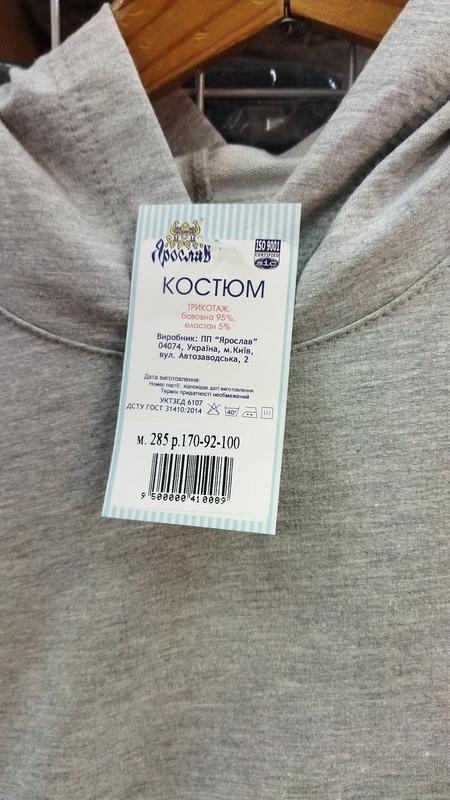 Ярослав
ISO 9001
CERTIFIED
sic
КОСТЮМ
ТРИКОТАЖ:
бавовна 95%,
еластан 5%
Виробник: ПП "Ярослав"
04074, Україна, м.Київ,
вул. Автозаводська, 2
Дата виготовлення:
Номер партії: відповідає даті виготовлення
Термін придатності необмежений
УКТЗЕД 6107
ДСТУ ГОСТ 31410:2014
40°
м. 285 р.170-92-100
9 500000 410089